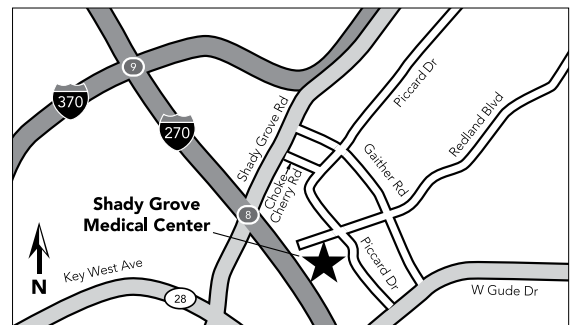 9
370
270
Piccard Dr
Redland Blvd
Shady Grove Rd
Gaither Rd
Choke
Cherry Rd
Shady Grove
Medical Center
8
Piccard Dr
N
Key West Ave
28
W Gude Dr